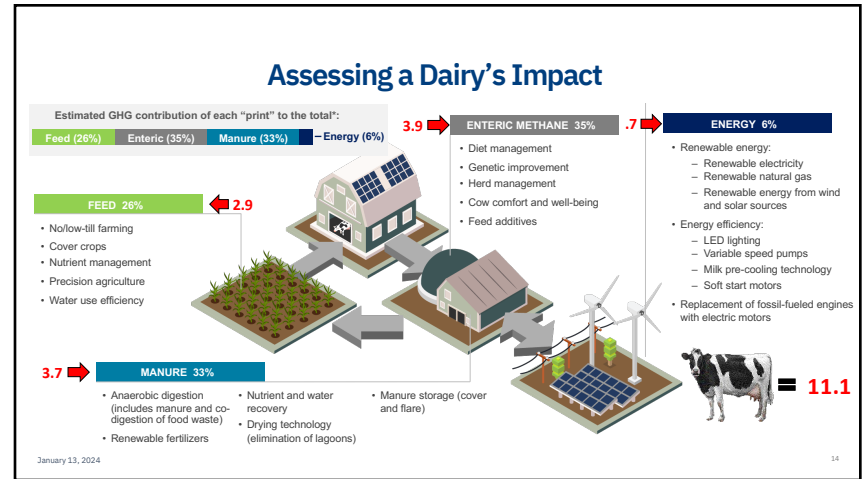 Assessing a Dairy’s Impact
Estimated GHG contribution of each “print” to the total*:
Feed (26%) Enteric (35%) Manure (33%) Energy (6%)
3.9
ENTERIC METHANE 35%
• Diet management
• Genetic improvement
• Herd management
• Cow comfort and well-being
• Feed additives
.7
ENERGY 6%
• Renewable energy:
– Renewable electricity
– Renewable natural gas
– Renewable energy from wind
and solar sources
• Energy efficiency:
– LED lighting
– Variable speed pumps
– Milk pre-cooling technology
– Soft start motors
• Replacement of fossil-fueled engines
with electric motors
FEED 26%
2.9
• No/low-till farming
• Cover crops
• Nutrient management
• Precision agriculture
• Water use efficiency
3.7
MANURE 33%
• Anaerobic digestion
(includes manure and co-
digestion of food waste)
• Renewable fertilizers
• Nutrient and water
recovery
• Drying technology
(elimination of lagoons)
• Manure storage (cover
and flare)
= 11.1
January 13, 2024
14